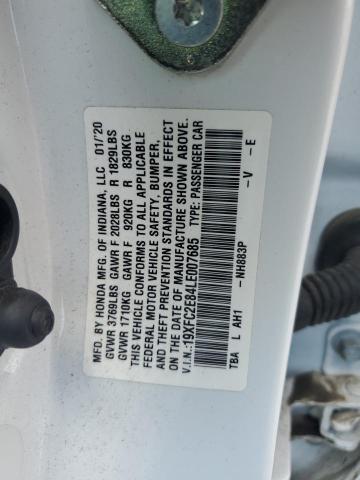 MFD. BY HONDA MFG. OF INDIANA, LLC 01/'20
GVWR 3769LBS GAWR F 2028LBS R 1829LBS
GVWR 1710KG GAWR F 920KG R 830KG
THIS VEHICLE CONFORMS TO ALL APPLICABLE
FEDERAL MOTOR VEHICLE SAFETY, BUMPER,
AND THEFT PREVENTION STANDARDS IN EFFECT
ON THE DATE OF MANUFACTURE SHOWN ABOVE.
V.I.N.:19XFC2E84LE007685 TYPE: PASSENGER CAR
-NH883P -V -E
TBA L AH1